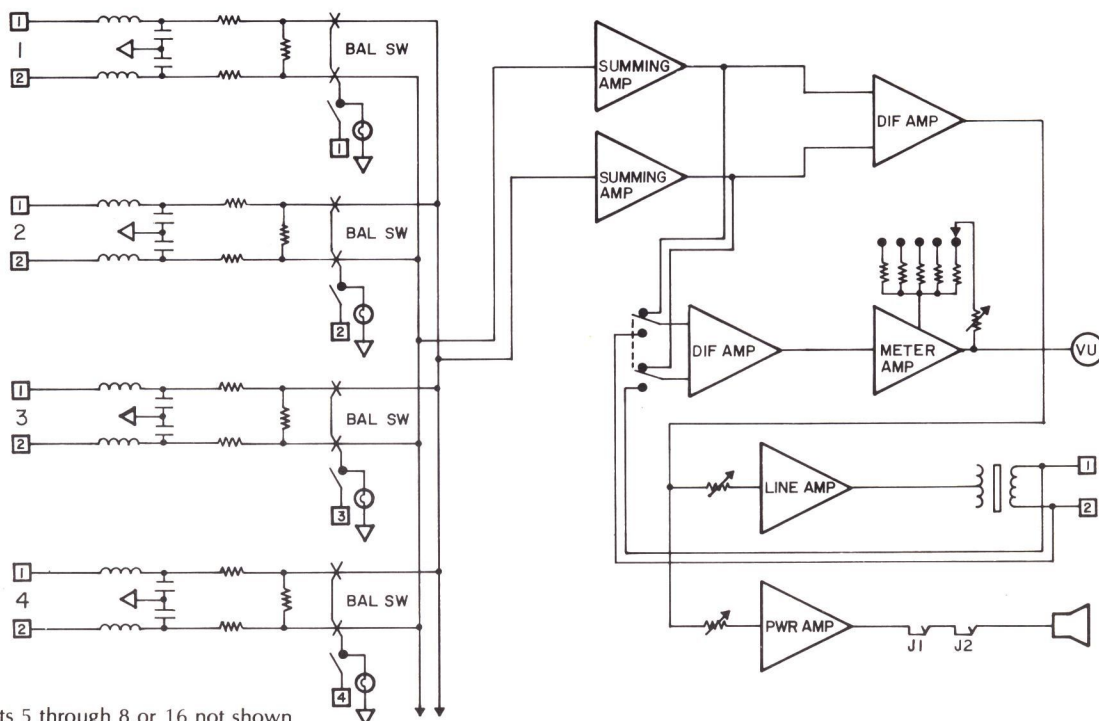 1
1
2
BAL SW
1
1
2
2
BAL SW
2
1
3
2
BAL SW
3
1
4
2
BAL SW
4
ts 5 through 8 or 16 not shown
SUMMING
AMP
SUMMING
AMP
DIF AMP
DIF AMP
METER
AMP
VU
LINE AMP
1
2
PWR AMP
J1
J2